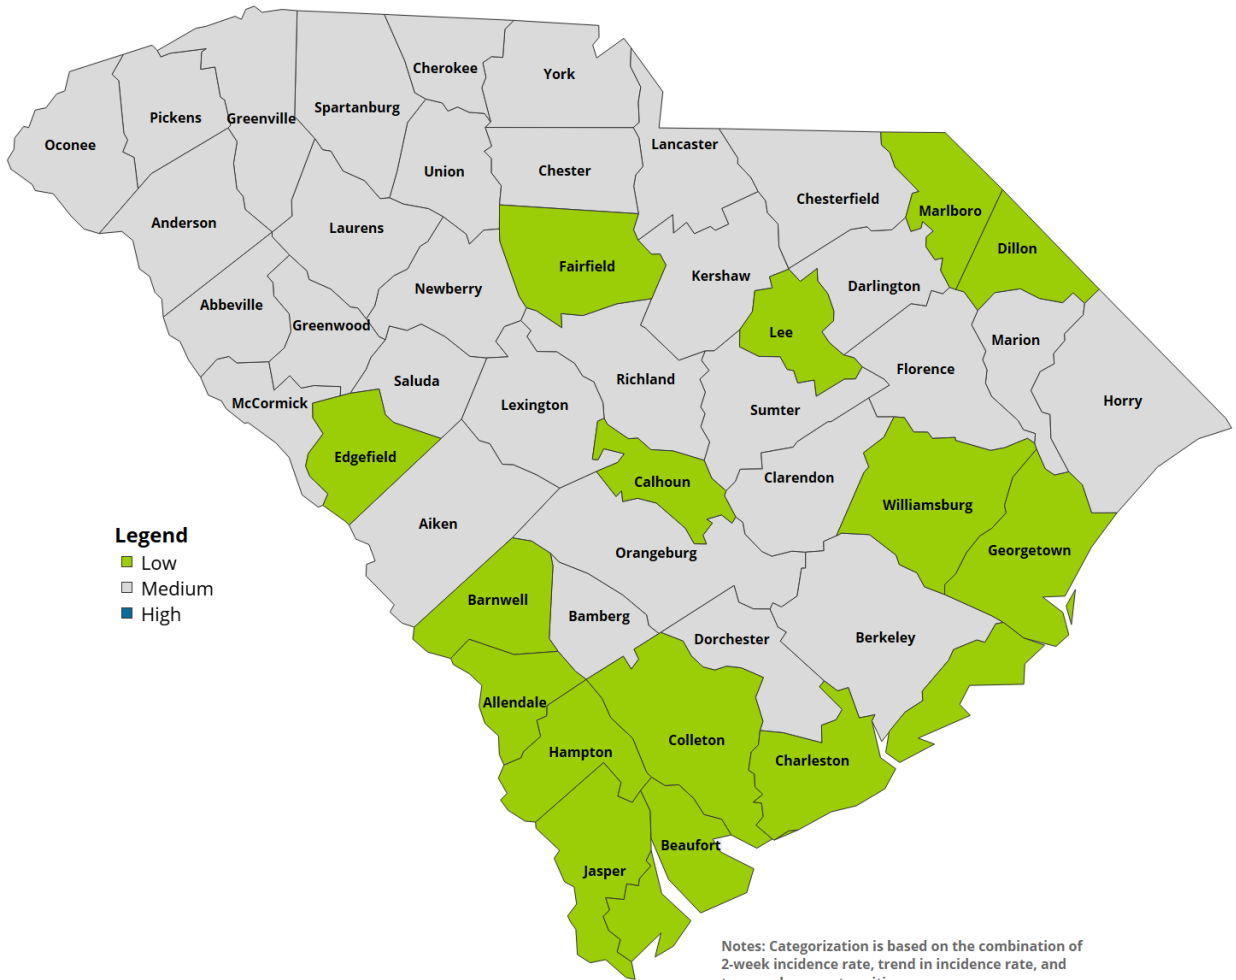 Cherokee
York
Spartanburg
Pickens
Greenville
Oconee
Lancaster
Union
Chester
Chesterfield
Marlboro
Anderson
Laurens
Dillon
Fairfield
Kershaw
Newberry
Darlington
Abbeville
Greenwood
Lee
Marion
Florence
Saluda
Richland
McCormick
Lexington
Sumter
Horry
Edgefield
Calhoun
Clarendon
Williamsburg
Aiken
Legend
Orangeburg
Georgetown
Low
Medium
High
Barnwell
Bamberg
Dorchester
Berkeley
Allendale
Colleton
Hampton
Charleston
Beaufort
Jasper
Notes: Categorization is based on the combination of
2-week incidence rate, trend in incidence rate, and